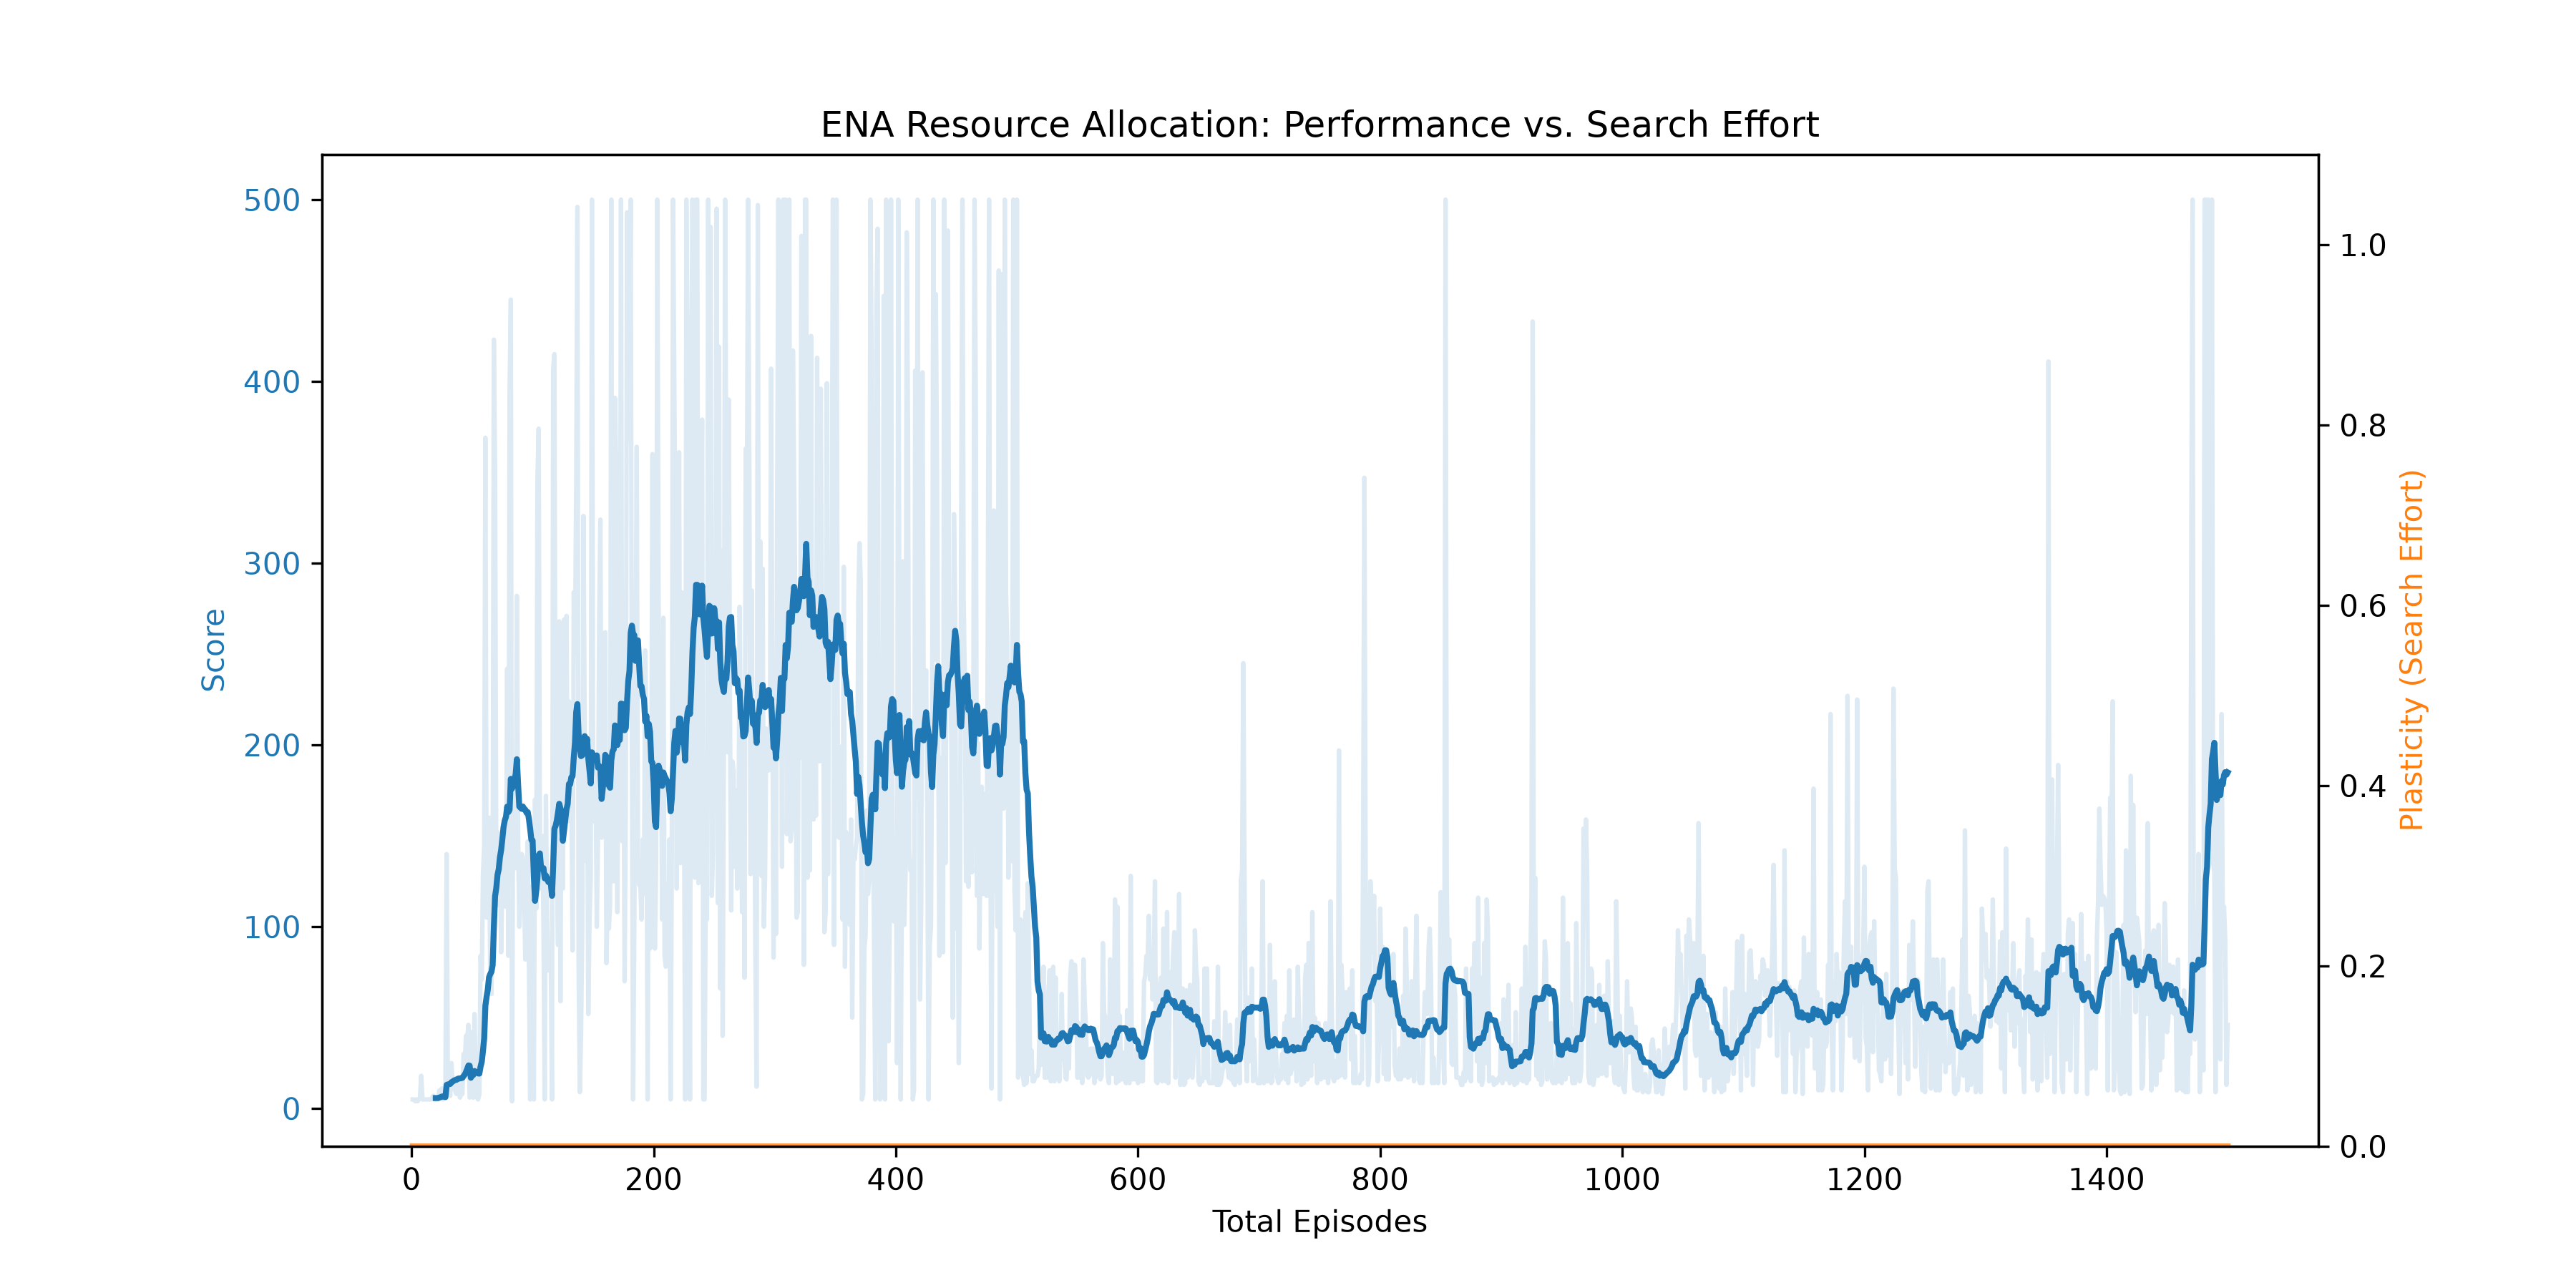 ENA Resource Allocation: Performance vs. Search Effort
500
400
300
200
100
0
Score
1.0
0.8
0.6
0.4
0.2
0.0
Plasticity (Search Effort)
0 200 400 600 800 1000 1200 1400
Total Episodes